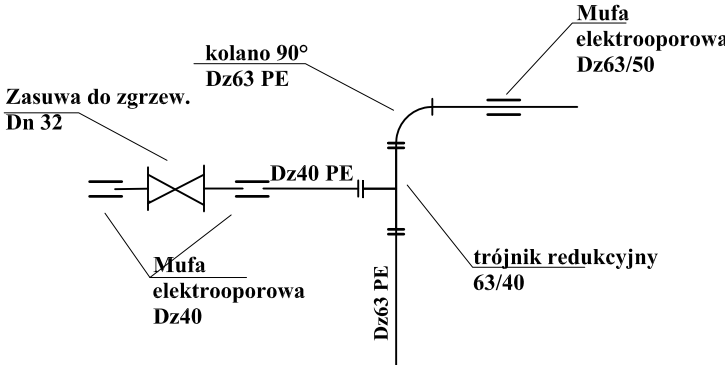 Mufa
elektrooporowa
Dz63/50
kolano 90°
Dz63 PE
Zasuwa do zgrzew.
Dn 32
Dz40 PE
Mufa
elektrooporowa
Dz40
trójnik redukcyjny
63/40
Dz63 PE